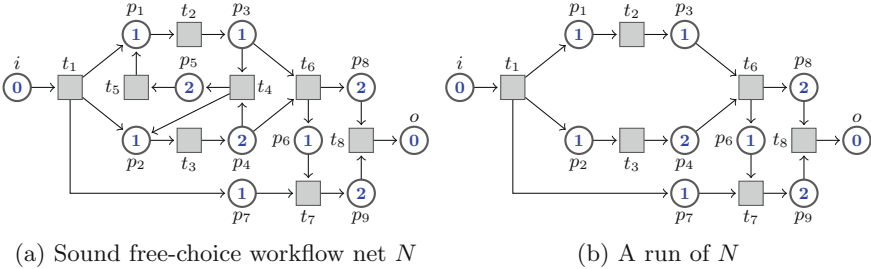 p1 t2 p3
i t1 t6 p8
0 1 1
p5
0 t5 2 t4 2
t8 o
1 2 p6 1 0
p2 t3 p4
1 2
p7 t7 p9
(a) Sound free-choice workflow net N
p1 t2 p3
1 1
i t1 t6 p8
0 2
1 2 p6 1 t8 o 0
p2 t3 p4
1 2
p7 t7 p9
(b) A run of N